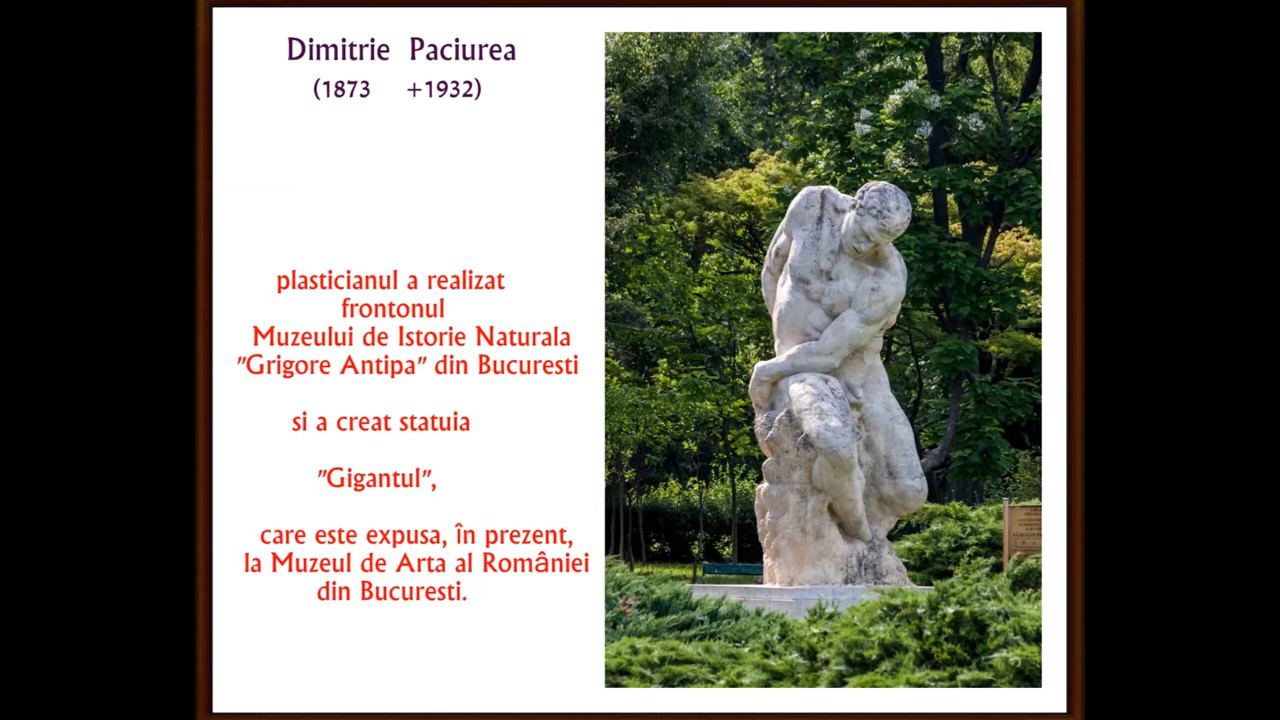 Dimitrie Paciurea
(1873 +1932)
plasticianul a realizat
frontonul
Muzeului de Istorie Naturala
"Grigore Antipa" din Bucuresti
si a creat statuia
"Gigantul",
care este expusa, în prezent,
la Muzeul de Arta al României
din Bucuresti.